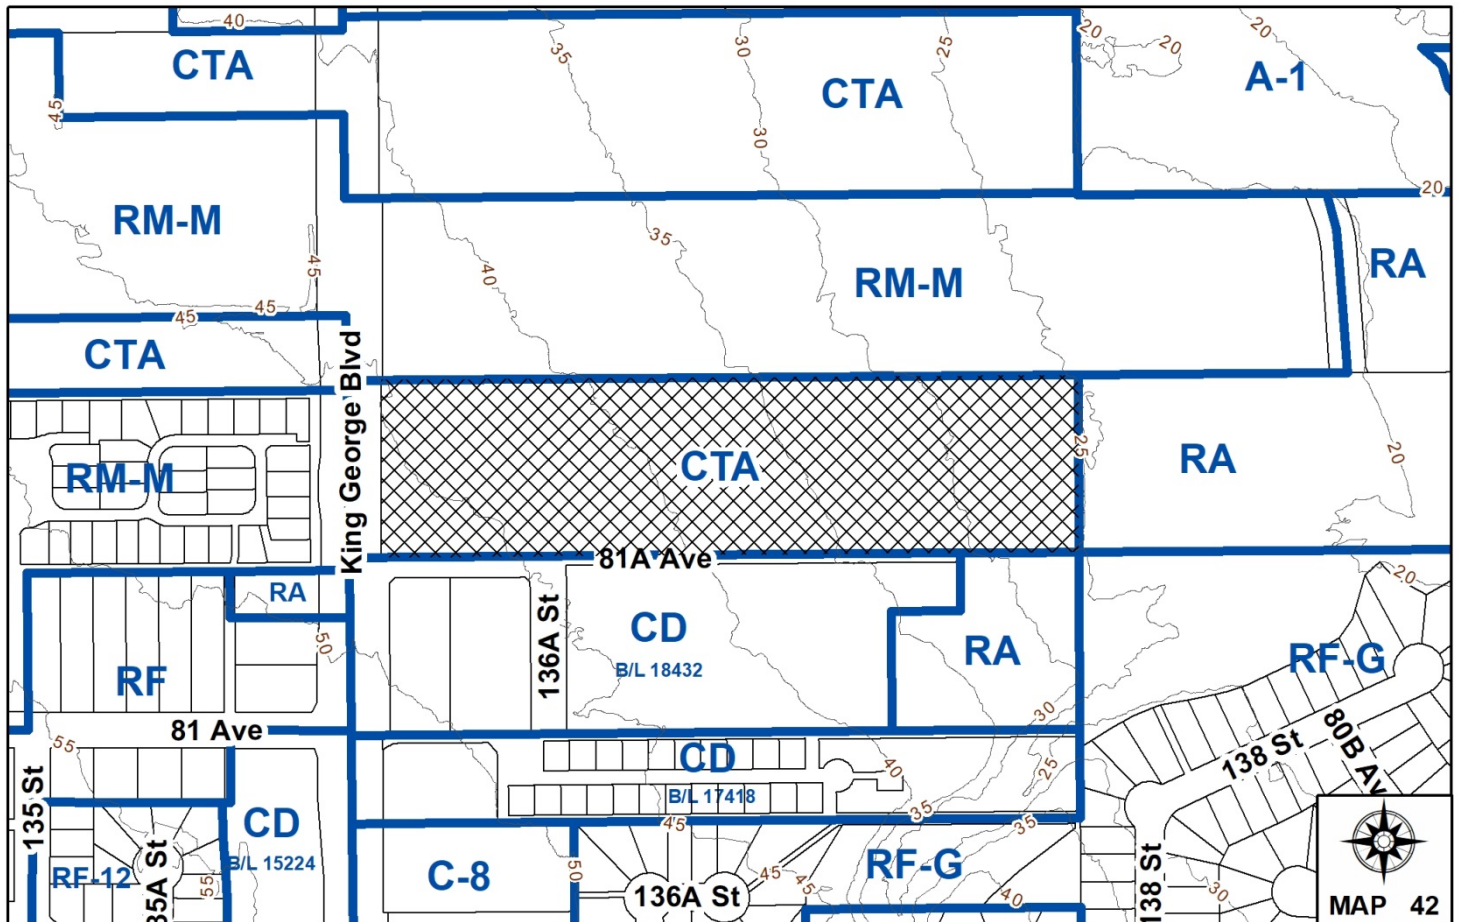 40
CTA
45
35
30
30
CTA
25
20
20
20
A-1
20
RM-M
45
45
45
40
35
RM-M
RA
CTA
King George Blvd
RM-M
CTA
25
RA
20
81A Ave
RA
50
RF
136A St
CD
B/L 18432
RA
RF-G
20
30
81 Ave
55
135 St
CD
B/L 15224
RF-12
35A St
55
CD
B/L 17418
40
25
35
35
45
138 St
80B Av
C-8
50
136A St
45
45
RF-G
40
138 St
30
MAP 42